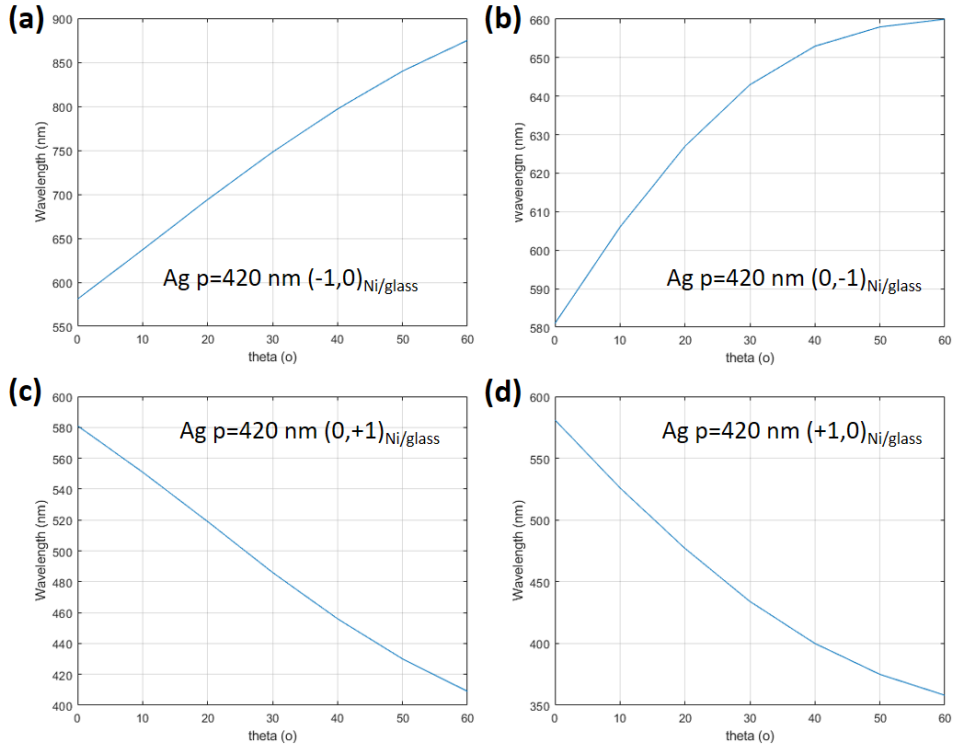 (a)
900
850
800
750
700
650
600
550
Wavelength (nm)
0 10 20 30 40 50 60
theta (o)
Ag p=420 nm (-1,0)Ni/glass
(b)
660
650
640
630
620
610
600
590
580
wavelength (nm)
0 10 20 30 40 50 60
theta (o)
Ag p=420 nm (0,-1)Ni/glass
(c)
600
580
560
540
520
500
480
460
440
420
400
Wavelength (nm)
0 10 20 30 40 50 60
theta (o)
Ag p=420 nm (0,+1)Ni/glass
(d)
600
550
500
450
400
350
Wavelength (nm)
0 10 20 30 40 50 60
theta (o)
Ag p=420 nm (+1,0)Ni/glass